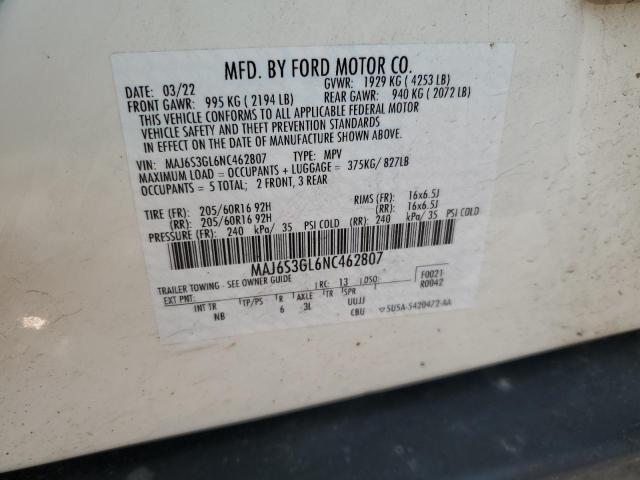 MFD. BY FORD MOTOR CO.
DATE: 03/22 GVWR: 1929 KG ( 4253 LB)
FRONT GAWR: 995 KG ( 2194 LB) REAR GAWR: 940 KG ( 2072 LB)
THIS VEHICLE CONFORMS TO ALL APPLICABLE FEDERAL MOTOR
VEHICLE SAFETY AND THEFT PREVENTION STANDARDS
IN EFFECT ON THE DATE OF MANUFACTURE SHOWN ABOVE.
VIN: MAJ6S3GL6NC462807 TYPE: MPV
MAXIMUM LOAD = OCCUPANTS + LUGGAGE = 375KG/ 827LB
OCCUPANTS = 5 TOTAL; 2 FRONT, 3 REAR
TIRE (FR): 205/60R16 92H RIMS (FR): 16x6.5J
(RR): 205/60R16 92H (RR): 16x6.5J
PRESSURE (FR): 240 kPa/ 35 PSI COLD (RR): 240 kPa/ 35 PSI COLD
MAJ6S3GL6NC462807
TRAILER TOWING - SEE OWNER GUIDE
EXT PNT: RC: 13 DSO: F0021
R0042
INT TR TP/PS R AXLE TR SPR UUJJ
NB 6 3L CBU 5U5A-5420472-AA